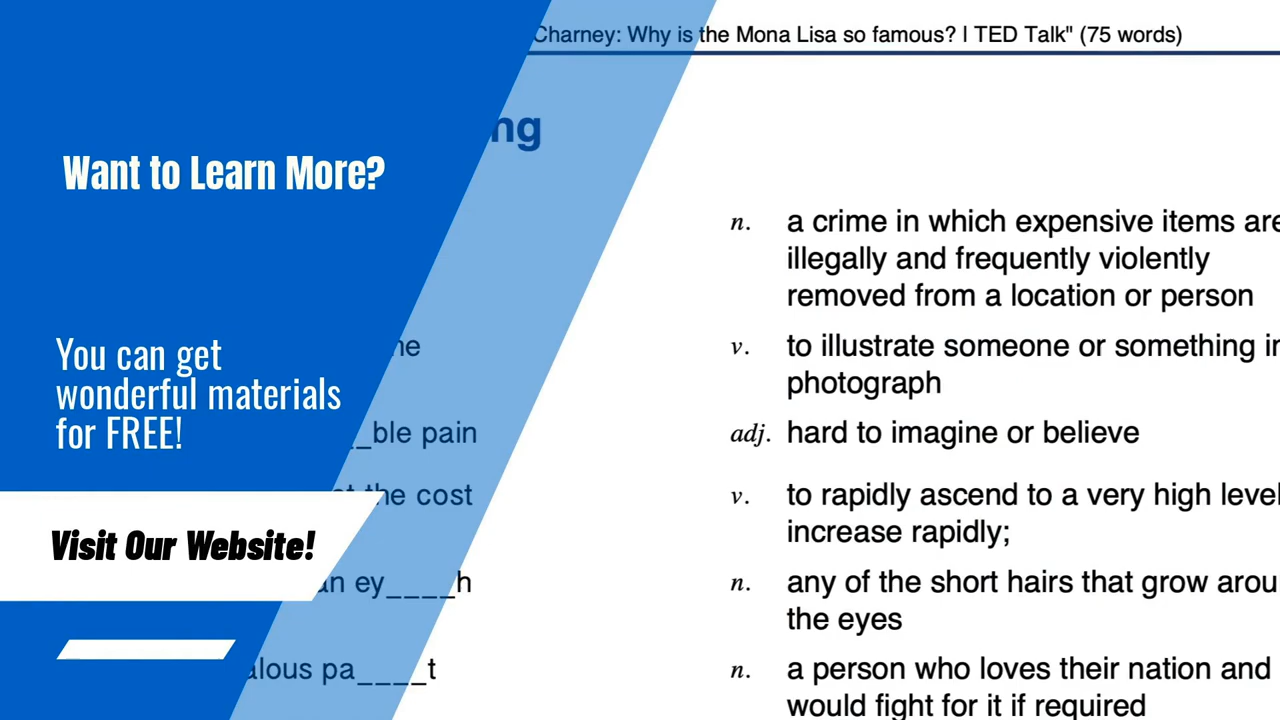 Charney: Why is the Mona Lisa so famous? | TED Talk" (75 words)
ng
Want to Learn More?
You can get
wonderful materials
for FREE!
Visit Our Website!
n. a crime in which expensive items are
illegally and frequently violently
removed from a location or person
ne
v. to illustrate someone or something in
photograph
_ble pain
adj. hard to imagine or believe
the cost
v. to rapidly ascend to a very high level
increase rapidly;
an ey____h
n. any of the short hairs that grow arou
the eyes
alous pa____t
n. a person who loves their nation and
would fight for it if required